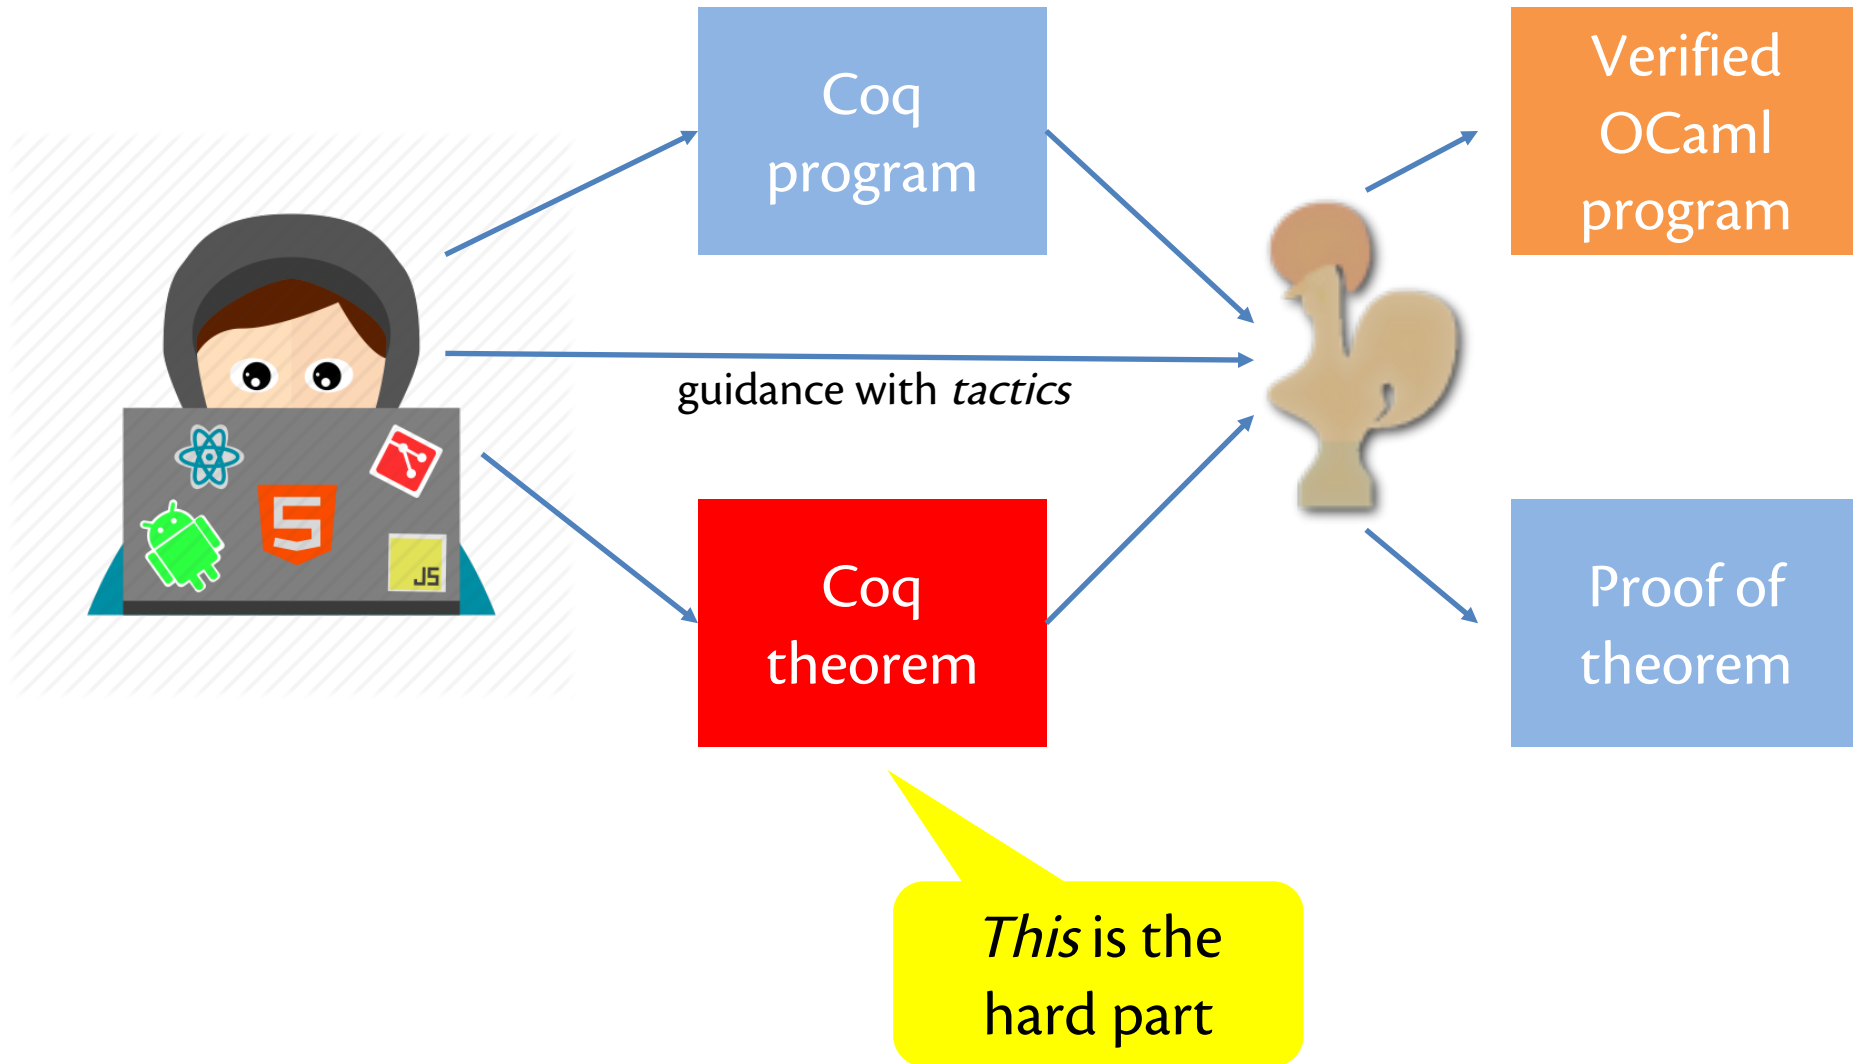 Coq
program
Verified
OCaml
program
guidance with tactics
JS
Coq
theorem
Proof of
theorem
This is the
hard part